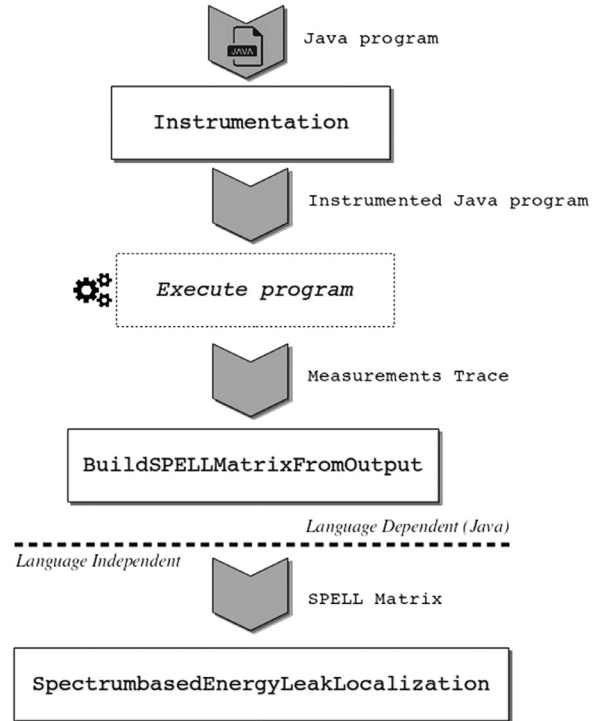 Java program
JAVA
Instrumentation
Instrumented Java program
Execute program
Measurements Trace
BuildSPELLMatrixFromOutput
Language Dependent (Java)
Language Independent
SPELL Matrix
SpectrumbasedEnergyLeakLocalization